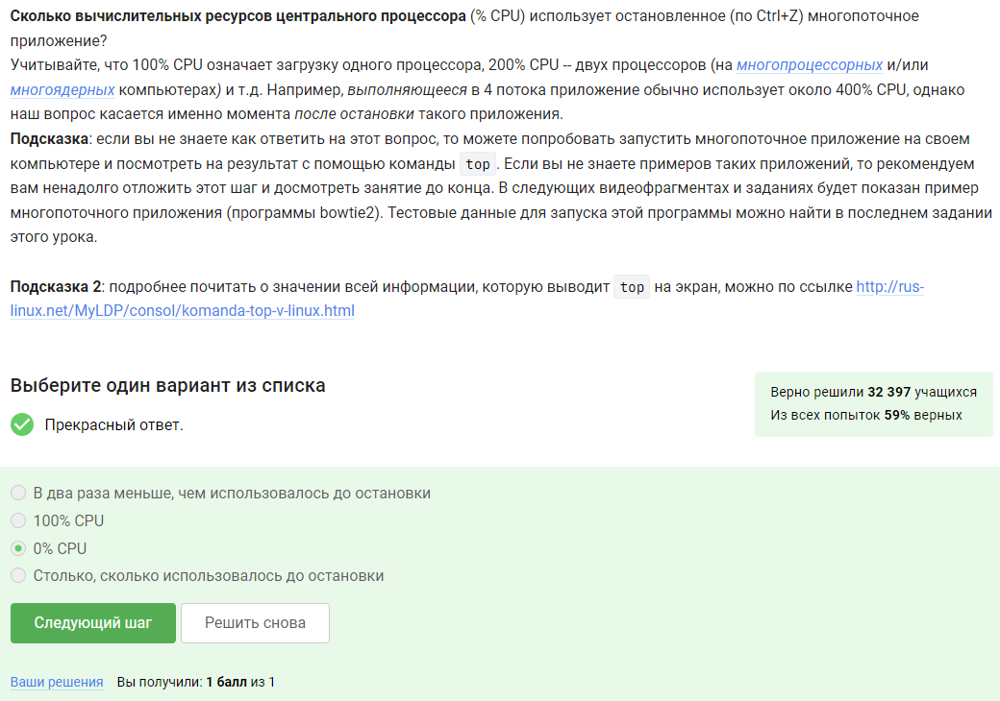 Сколько вычислительных ресурсов центрального процессора (% CPU) использует остановленное (по Ctrl+Z) многопоточное
приложение?
Учитывайте, что 100% CPU означает загрузку одного процессора, 200% CPU -- двух процессоров (на многопроцессорных и/или
многоядерных компьютерах) и т.д. Например, выполняющееся в 4 потока приложение обычно использует около 400% CPU, однако
наш вопрос касается именно момента после остановки такого приложения.
Подсказка: если вы не знаете как ответить на этот вопрос, то можете попробовать запустить многопоточное приложение на своем
компьютере и посмотреть на результат с помощью команды top. Если вы не знаете примеров таких приложений, то рекомендуем
вам ненадолго отложить этот шаг и досмотреть занятие до конца. В следующих видеофрагментах и заданиях будет показан пример
многопоточного приложения (программы bowtie2). Тестовые данные для запуска этой программы можно найти в последнем задании
этого урока.
Подсказка 2: подробнее почитать о значении всей информации, которую выводит top на экран, можно по ссылке http://rus-
linux.net/MyLDP/consol/komanda-top-v-linux.html
Выберите один вариант из списка
Верно решили 32 397 учащихся
Из всех попыток 59% верных
Прекрасный ответ.
В два раза меньше, чем использовалось до остановки
100% CPU
0% CPU
Столько, сколько использовалось до остановки
Следующий шаг
Решить снова
Ваши решения Вы получили: 1 балл из 1